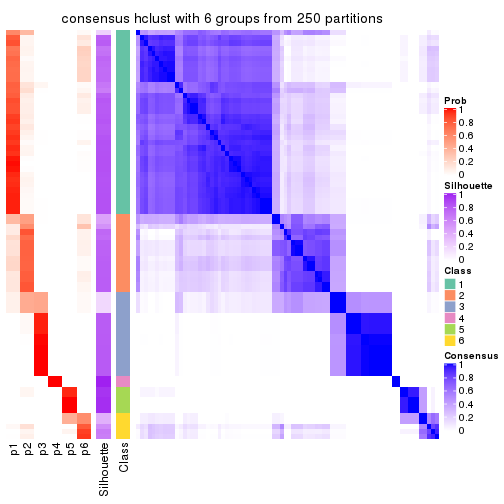 consensus hclust with 6 groups from 250 partitions
Prob
1
0.8
0.6
0.4
0.2
0
Silhouette
1
0.8
0.6
0.4
0.2
0
Class
1
2
3
4
5
6
Consensus
1
0.8
0.6
0.4
0.2
0
p1
p2
p3
p4
p5
p6
Silhouette
Class